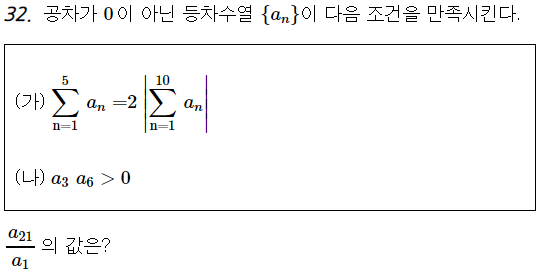 32. 공차가 0이 아닌 등차수열 {aₙ}이 다음 조건을 만족시킨다.
(가) \sum_{n=1}^{5} a_n =2 \left| \sum_{n=1}^{10} a_n \right|
(나) a_3 a_6 > 0
\frac{a_{21}}{a_1} 의 값은?